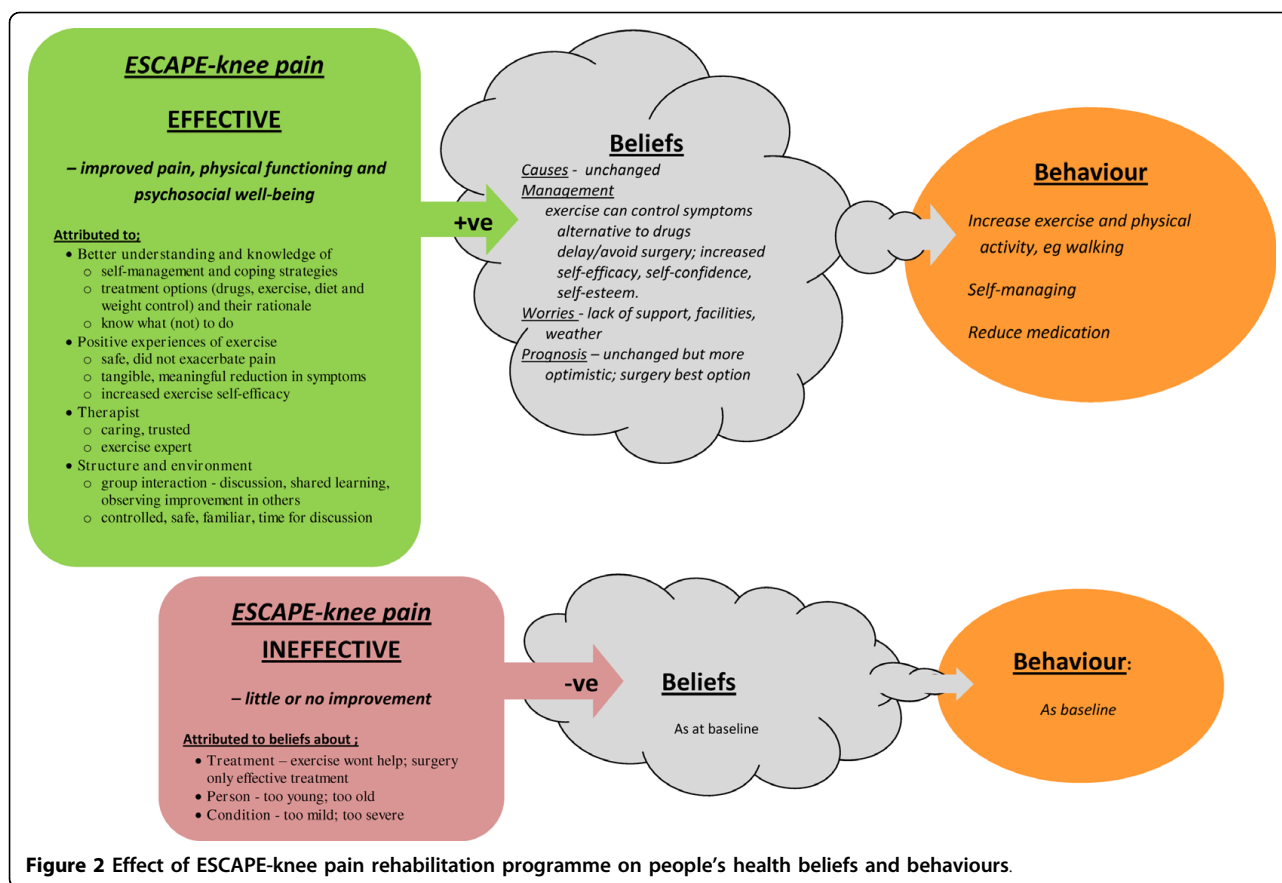 ESCAPE-knee pain
EFFECTIVE
– improved pain, physical functioning and
psychosocial well-being
Attributed to;
• Better understanding and knowledge of
o self-management and coping strategies
o treatment options (drugs, exercise, diet and
weight control) and their rationale
o know what (not) to do
• Positive experiences of exercise
o safe, did not exacerbate pain
o tangible, meaningful reduction in symptoms
o increased exercise self-efficacy
• Therapist
o caring, trusted
o exercise expert
• Structure and environment
o group interaction - discussion, shared learning,
observing improvement in others
o controlled, safe, familiar, time for discussion
+ve
Beliefs
Causes - unchanged
Management
exercise can control symptoms
alternative to drugs
delay/avoid surgery; increased
self-efficacy, self-confidence,
self-esteem.
Worries - lack of support, facilities,
weather
Prognosis – unchanged but more
optimistic; surgery best option
Behaviour
Increase exercise and physical
activity, eg walking
Self-managing
Reduce medication
ESCAPE-knee pain
INEFFECTIVE
– little or no improvement
Attributed to beliefs about ;
• Treatment – exercise wont help; surgery
only effective treatment
• Person - too young; too old
• Condition - too mild; too severe
-ve
Beliefs
As at baseline
Behaviour:
As baseline
Figure 2 Effect of ESCAPE-knee pain rehabilitation programme on people's health beliefs and behaviours.